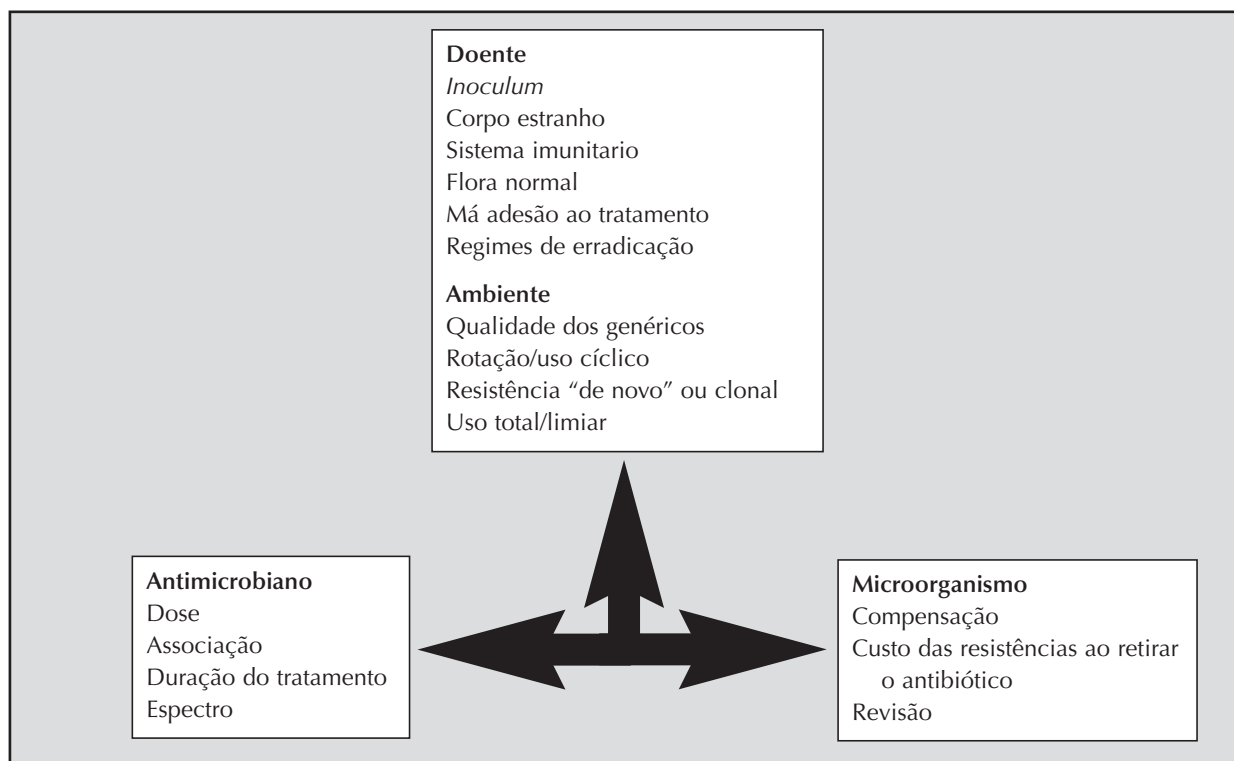 Doente
Inoculum
Corpo estranho
Sistema imunitario
Flora normal
Má adesão ao tratamento
Regimes de erradicação
Ambiente
Qualidade dos genéricos
Rotação/uso cíclico
Resistência “de novo” ou clonal
Uso total/limiar
Antimicrobiano
Dose
Associação
Duração do tratamento
Espectro
Microorganismo
Compensação
Custo das resistências ao retirar
o antibiótico
Revisão